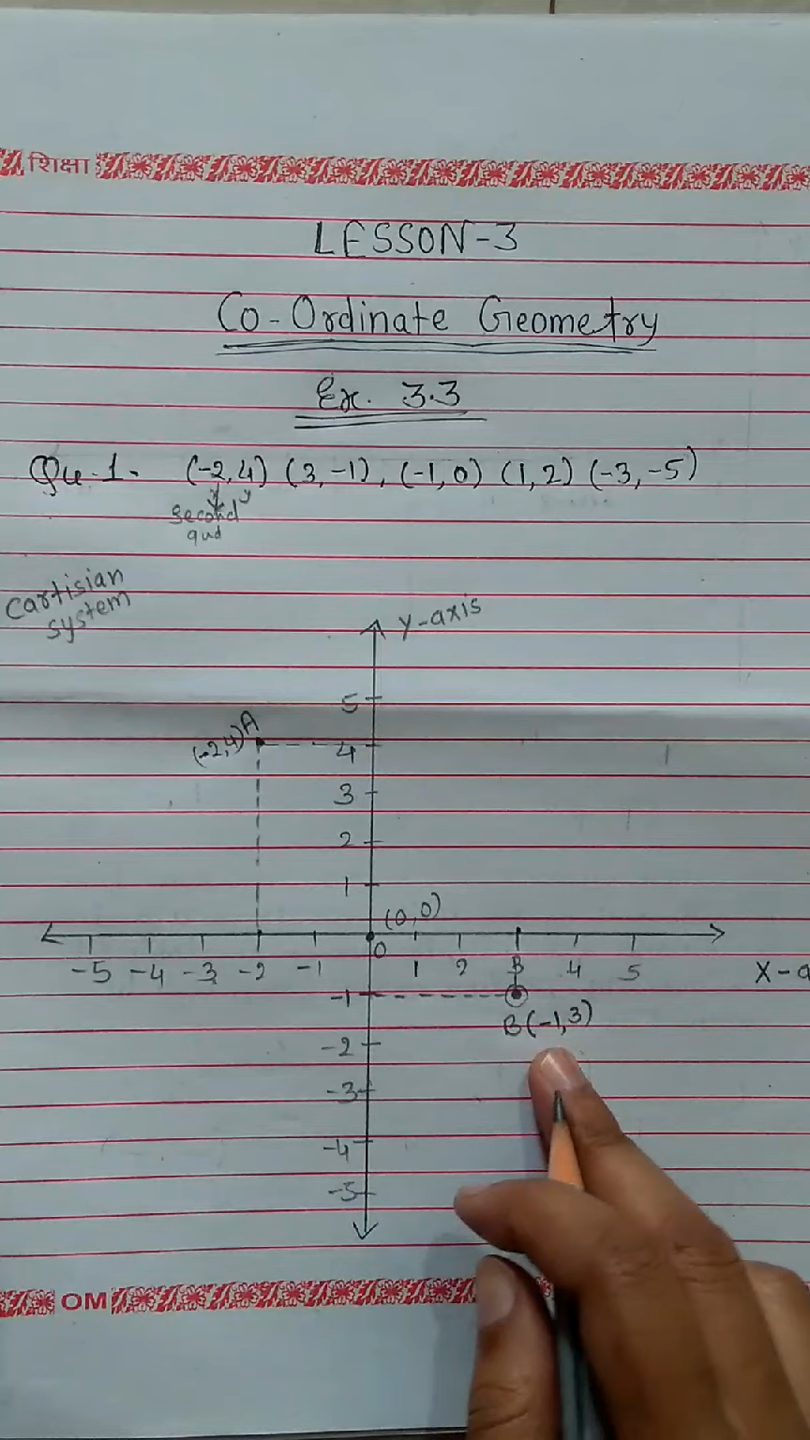 शिक्षा
LESSON-3
Co-Ordinate Geometry
Ex. 3.3
Qu-1. (-2,4) (3,-1), (-1,0) (1,2) (-3,-5)
second
qud
Cartisian
system
y-axis
5
(-2,4) A
4
3
2
1
(0,0)
0
-5 -4 -3 -2 -1 1 2 3 4 5 X-a
-1
B(-1,3)
-2
-3
-4
-5
OM